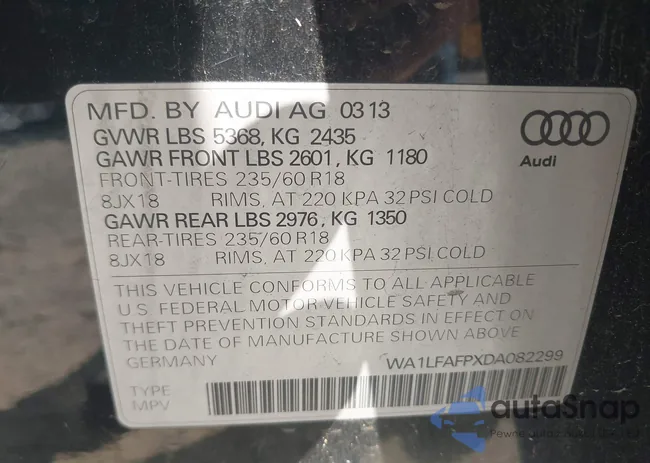 MFD. BY AUDI AG 03 13
GVWR LBS 5368, KG 2435
GAWR FRONT LBS 2601, KG 1180
FRONT-TIRES 235/60 R18
8JX18 RIMS, AT 220 KPA 32 PSI COLD
GAWR REAR LBS 2976, KG 1350
REAR-TIRES 235/60 R18
8JX18 RIMS, AT 220 KPA 32 PSI COLD
Audi
THIS VEHICLE CONFORMS TO ALL APPLICABLE
U.S. FEDERAL MOTOR VEHICLE SAFETY AND
THEFT PREVENTION STANDARDS IN EFFECT ON
THE DATE OF MANUFACTURE SHOWN ABOVE
GERMANY WA1LFAFPXDA082299
TYPE
MPV
autoSnap
Pewne auto